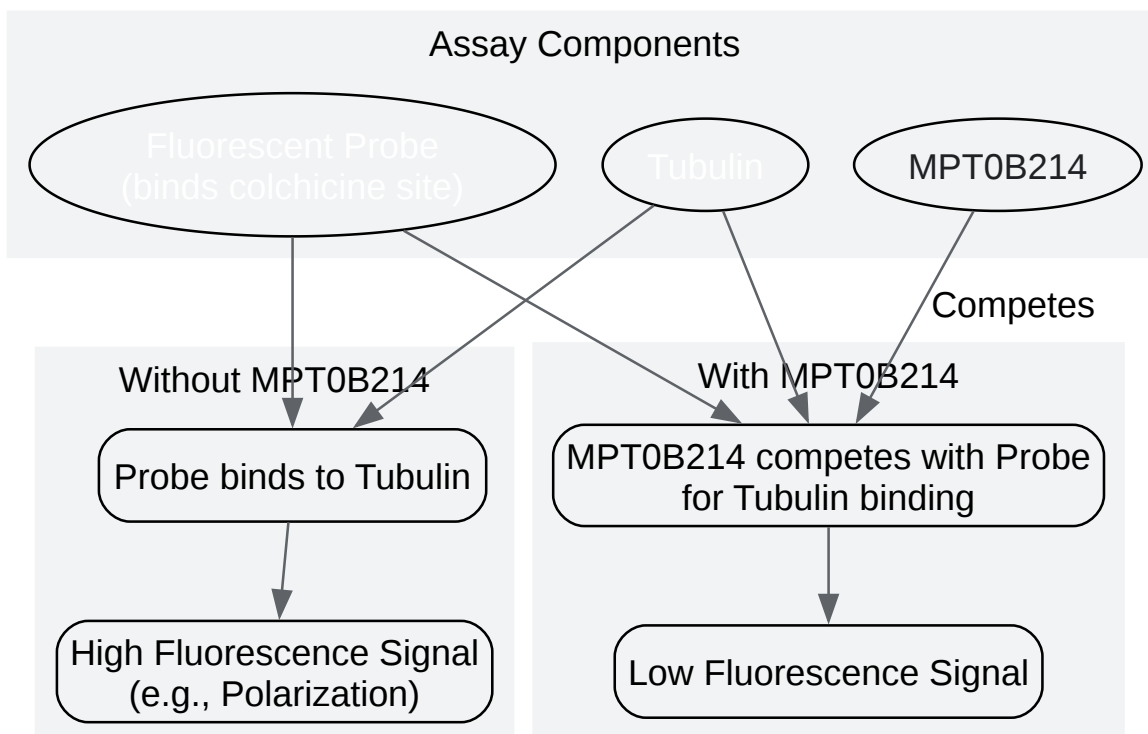 Assay Components
Fluorescent Probe
(binds colchicine site)
Tubulin
MPT0B214
Competes
Without MPT0B214
With MPT0B214
Probe binds to Tubulin
MPT0B214 competes with Probe
for Tubulin binding
High Fluorescence Signal
(e.g., Polarization)
Low Fluorescence Signal